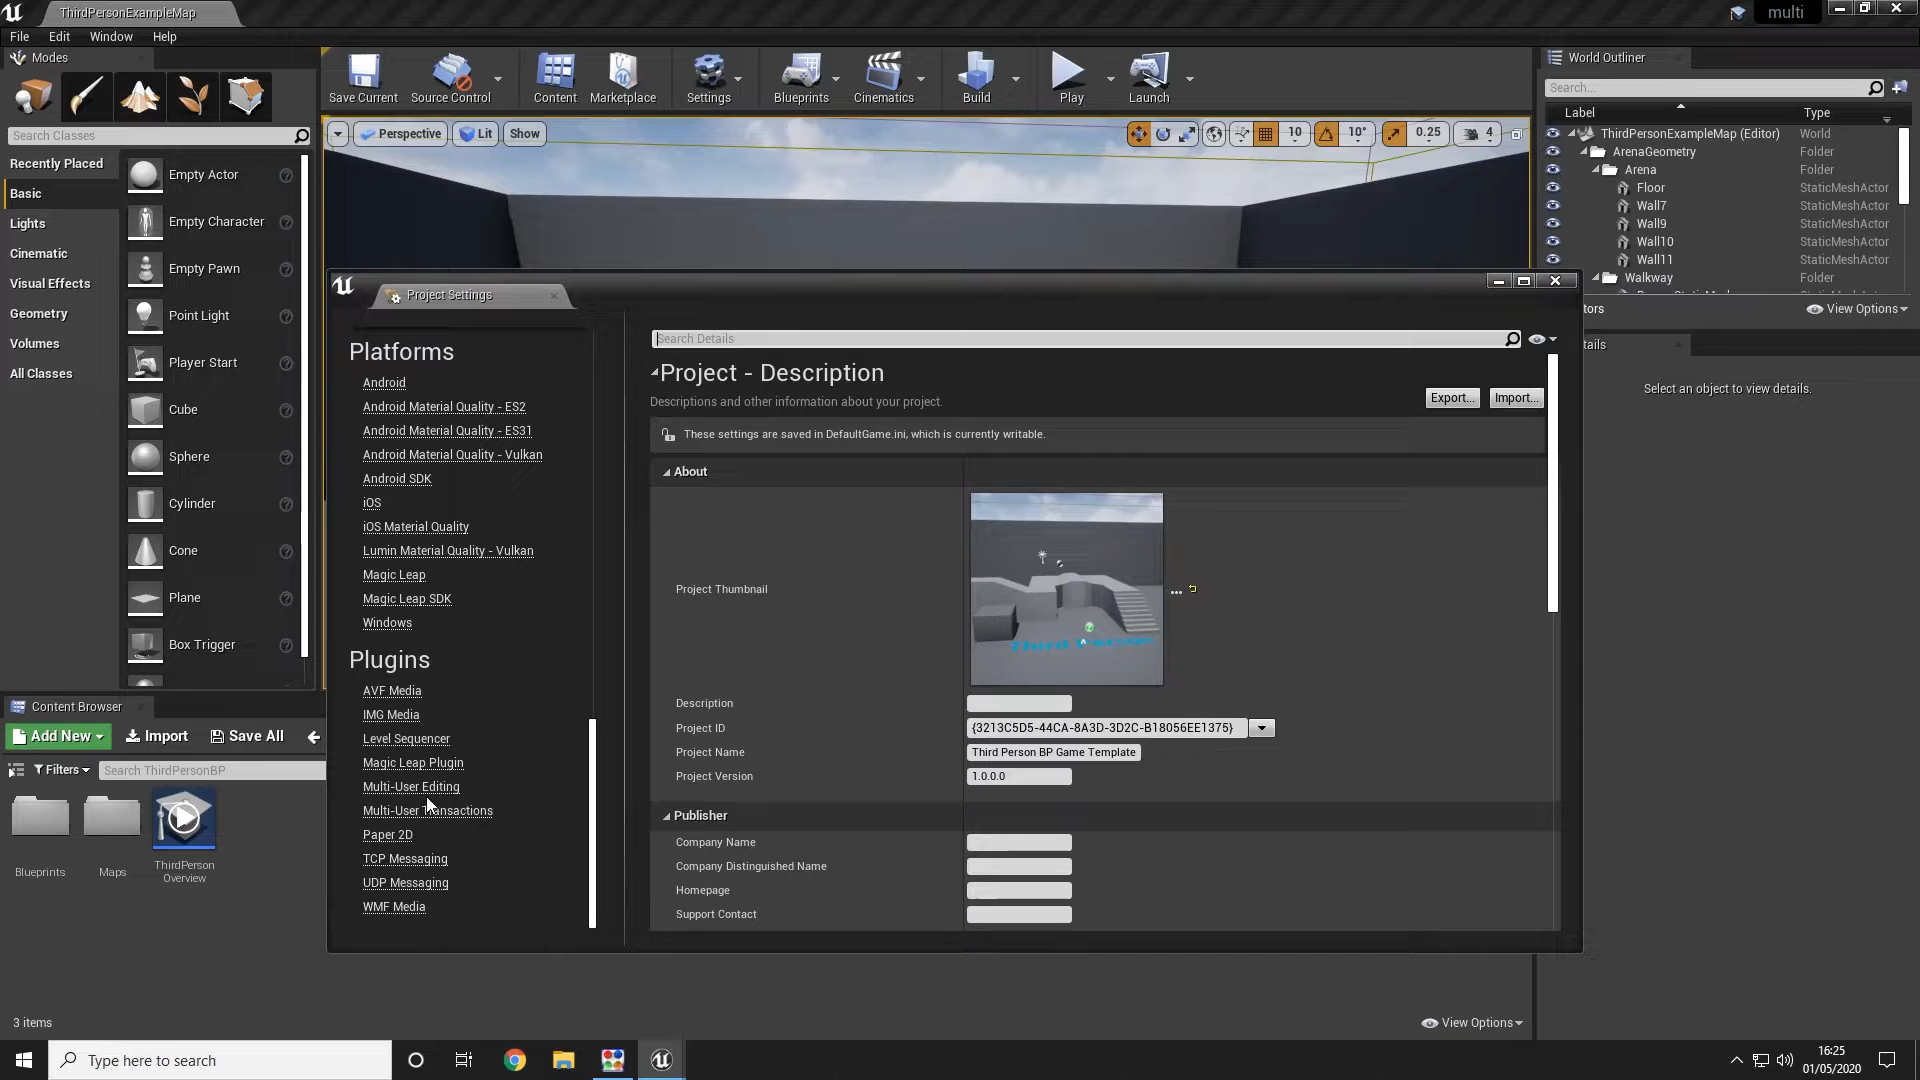 ThirdPersonExampleMap
multi
File Edit Window Help
Modes
Save Current
Source Control
Content
Marketplace
Settings
Blueprints
Cinematics
Build
Play
Launch
World Outliner
Search...
Label Type
Search Classes
Perspective Lit Show
10 10° 0.25 4
Recently Placed
Basic
Lights
Cinematic
Visual Effects
Geometry
Volumes
All Classes
Empty Actor
Empty Character
Empty Pawn
Point Light
Player Start
Cube
Sphere
Cylinder
Cone
Plane
Box Trigger
ThirdPersonExampleMap (Editor) World
ArenaGeometry Folder
Arena Folder
Floor StaticMeshActor
Wall7 StaticMeshActor
Wall9 StaticMeshActor
Wall10 StaticMeshActor
Wall11 StaticMeshActor
Walkway Folder
tors View Options
tails
Select an object to view details.
Project Settings
Platforms
Android
Android Material Quality - ES2
Android Material Quality - ES31
Android Material Quality - Vulkan
Android SDK
iOS
iOS Material Quality
Lumin Material Quality - Vulkan
Magic Leap
Magic Leap SDK
Windows
Plugins
AVF Media
IMG Media
Level Sequencer
Magic Leap Plugin
Multi-User Editing
Multi-User Transactions
Paper 2D
TCP Messaging
UDP Messaging
WMF Media
Search Details
Project - Description
Descriptions and other information about your project.
Export... Import...
These settings are saved in DefaultGame.ini, which is currently writable.
About
Project Thumbnail
Description
Project ID {3213C5D5-44CA-8A3D-3D2C-B18056EE1375}
Project Name Third Person BP Game Template
Project Version 1.0.0.0
Publisher
Company Name
Company Distinguished Name
Homepage
Support Contact
Content Browser
Add New Import Save All
Filters Search ThirdPersonBP
Blueprints
Maps
ThirdPerson
Overview
3 items
View Options
Type here to search
16:25
01/05/2020